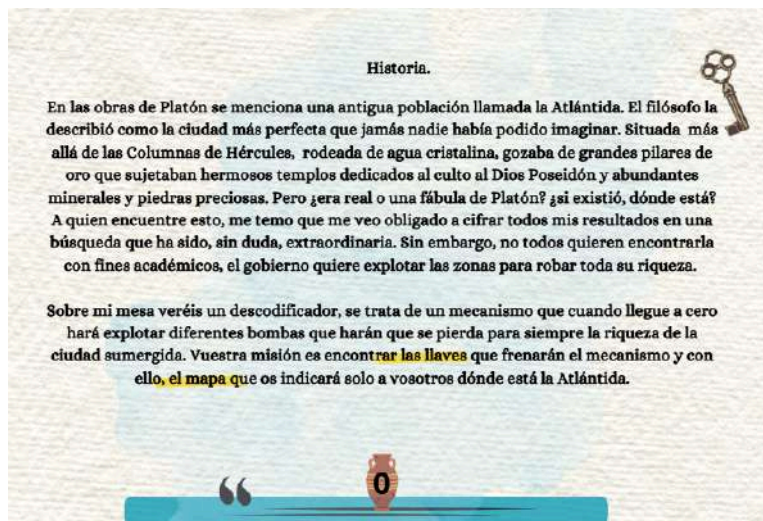 Historia.
En las obras de Platón se menciona una antigua población llamada la Atlántida. El filósofo la
describió como la ciudad más perfecta que jamás nadie había podido imaginar. Situada más
allá de las Columnas de Hércules, rodeada de agua cristalina, gozaba de grandes pilares de
oro que sujetaban hermosos templos dedicados al culto al Dios Poseidón y abundantes
minerales y piedras preciosas. Pero ¿era real o una fábula de Platón? ¿si existió, dónde está?
A quien encuentre esto, me temo que me veo obligado a cifrar todos mis resultados en una
búsqueda que ha sido, sin duda, extraordinaria. Sin embargo, no todos quieren encontrarla
con fines académicos, el gobierno quiere explotar las zonas para robar toda su riqueza.
Sobre mi mesa veréis un descodificador, se trata de un mecanismo que cuando llegue a cero
hará explotar diferentes bombas que harán que se pierda para siempre la riqueza de la
ciudad sumergida. Vuestra misión es encontrar las llaves que frenarán el mecanismo y con
ello, el mapa que os indicará solo a vosotros dónde está la Atlántida.
“
0